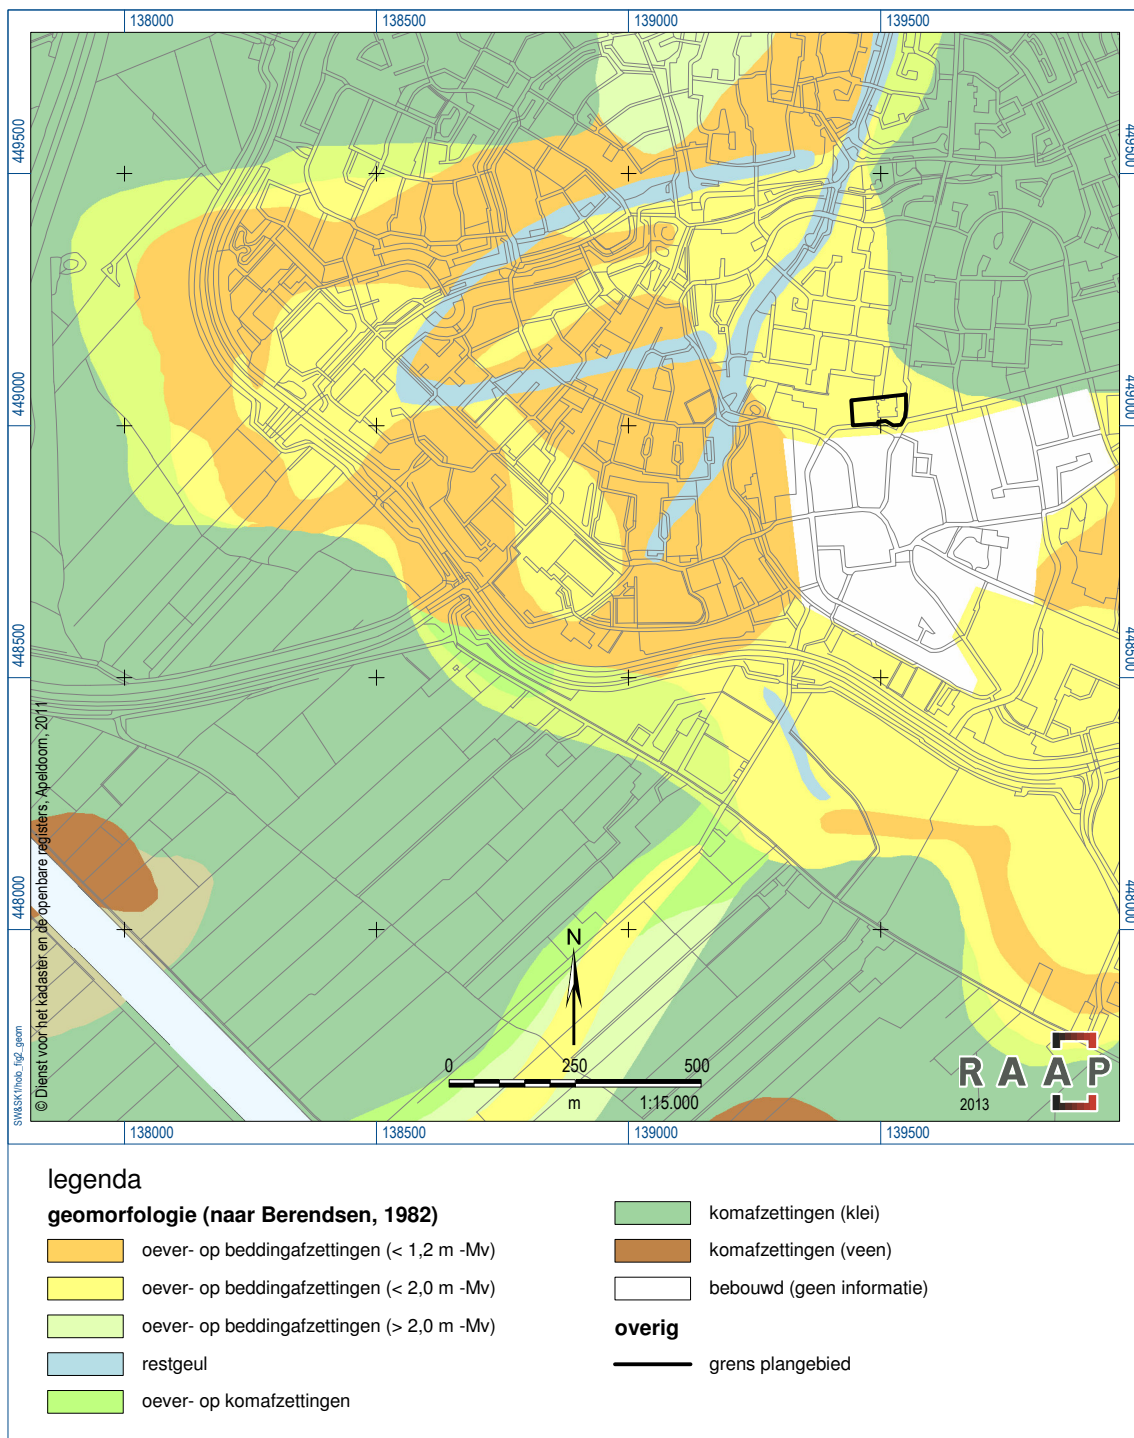 138000 138500 139000 139500
449500 449500
449000 449000
448500 448500
448000 448000
© Dienst voor het kadaster en de openbare registers, Apeldoorn, 2011
SW&SK1/holo_fig2_geom
N
0 250 500
m 1:15.000
RAAP
2013
138000 138500 139000 139500
legenda
geomorfologie (naar Berendsen, 1982)
oever- op beddingafzettingen (< 1,2 m -Mv)
oever- op beddingafzettingen (< 2,0 m -Mv)
oever- op beddingafzettingen (> 2,0 m -Mv)
restgeul
oever- op komafzettingen
komafzettingen (klei)
komafzettingen (veen)
bebouwd (geen informatie)
overig
grens plangebied